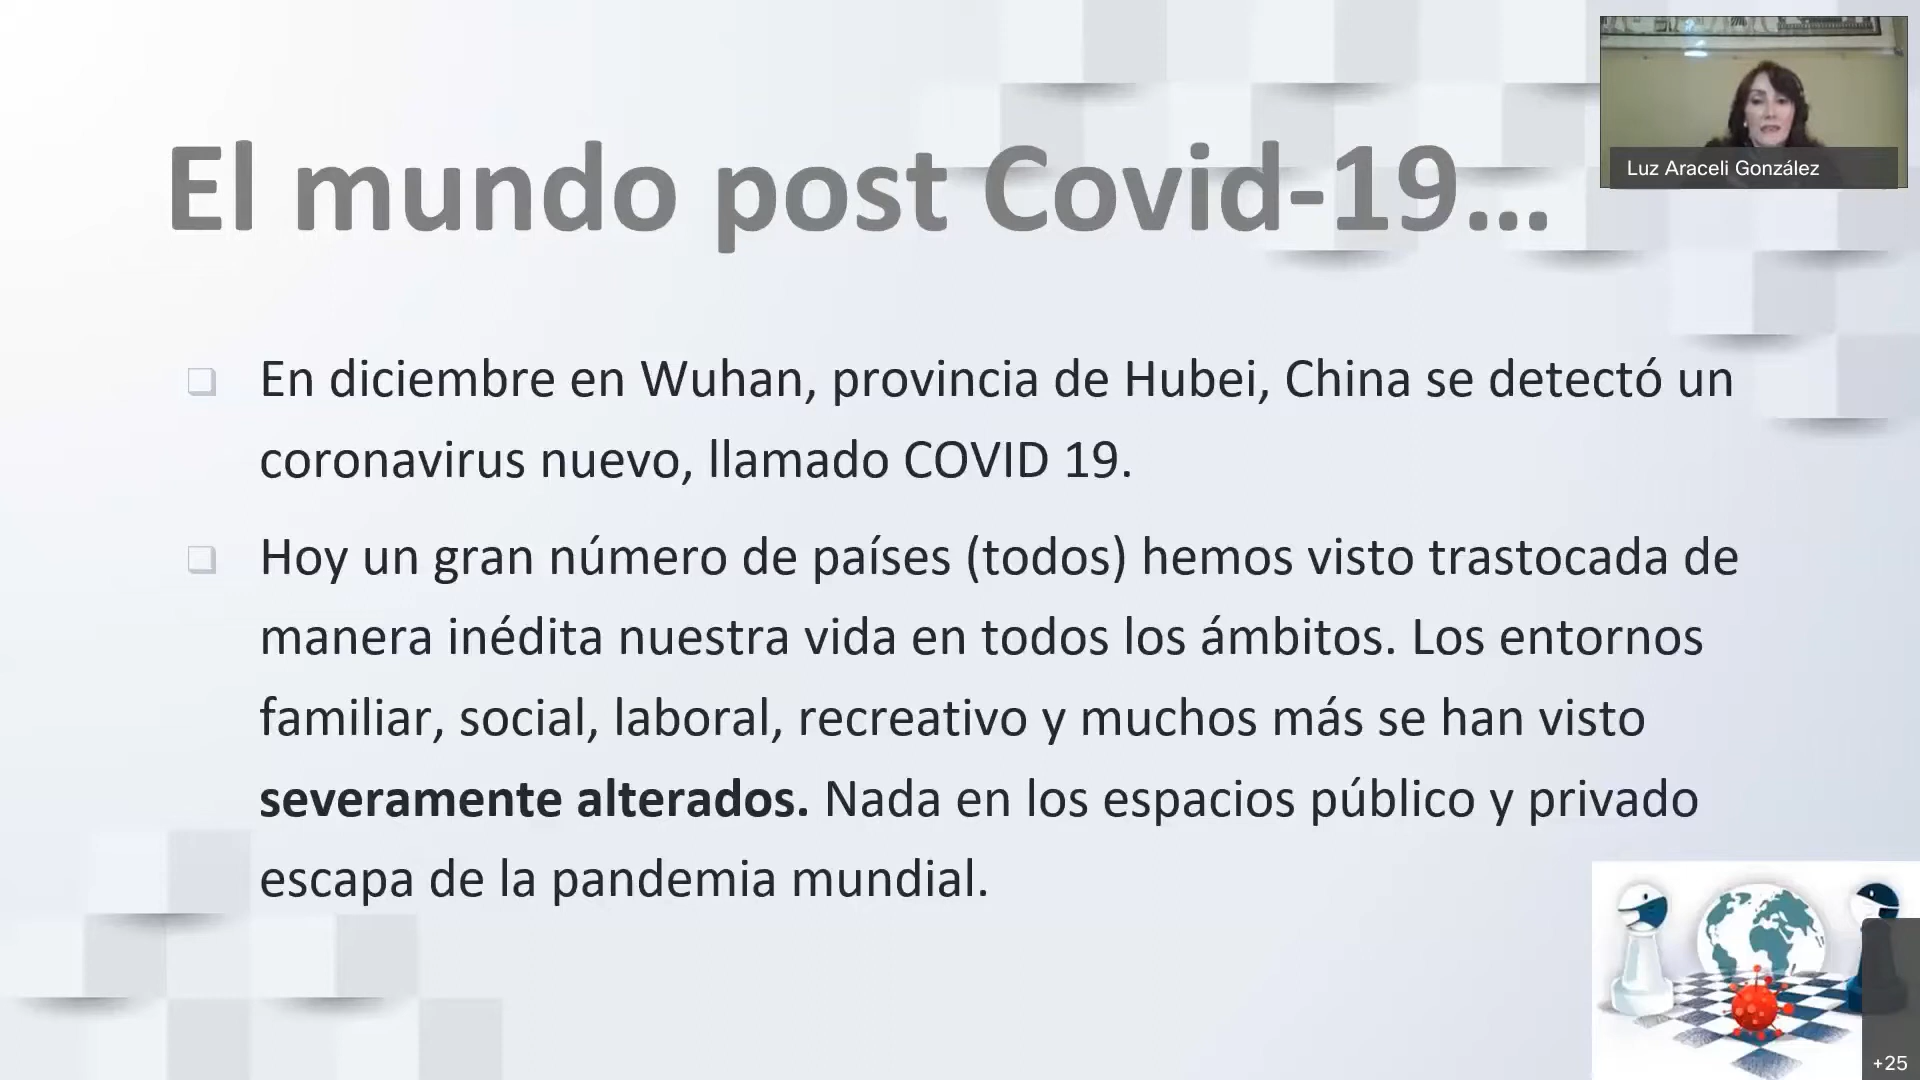 Luz Araceli González
El mundo post Covid-19...
En diciembre en Wuhan, provincia de Hubei, China se detectó un
coronavirus nuevo, llamado COVID 19.
Hoy un gran número de países (todos) hemos visto trastocada de
manera inédita nuestra vida en todos los ámbitos. Los entornos
familiar, social, laboral, recreativo y muchos más se han visto
severamente alterados. Nada en los espacios público y privado
escapa de la pandemia mundial.
+25